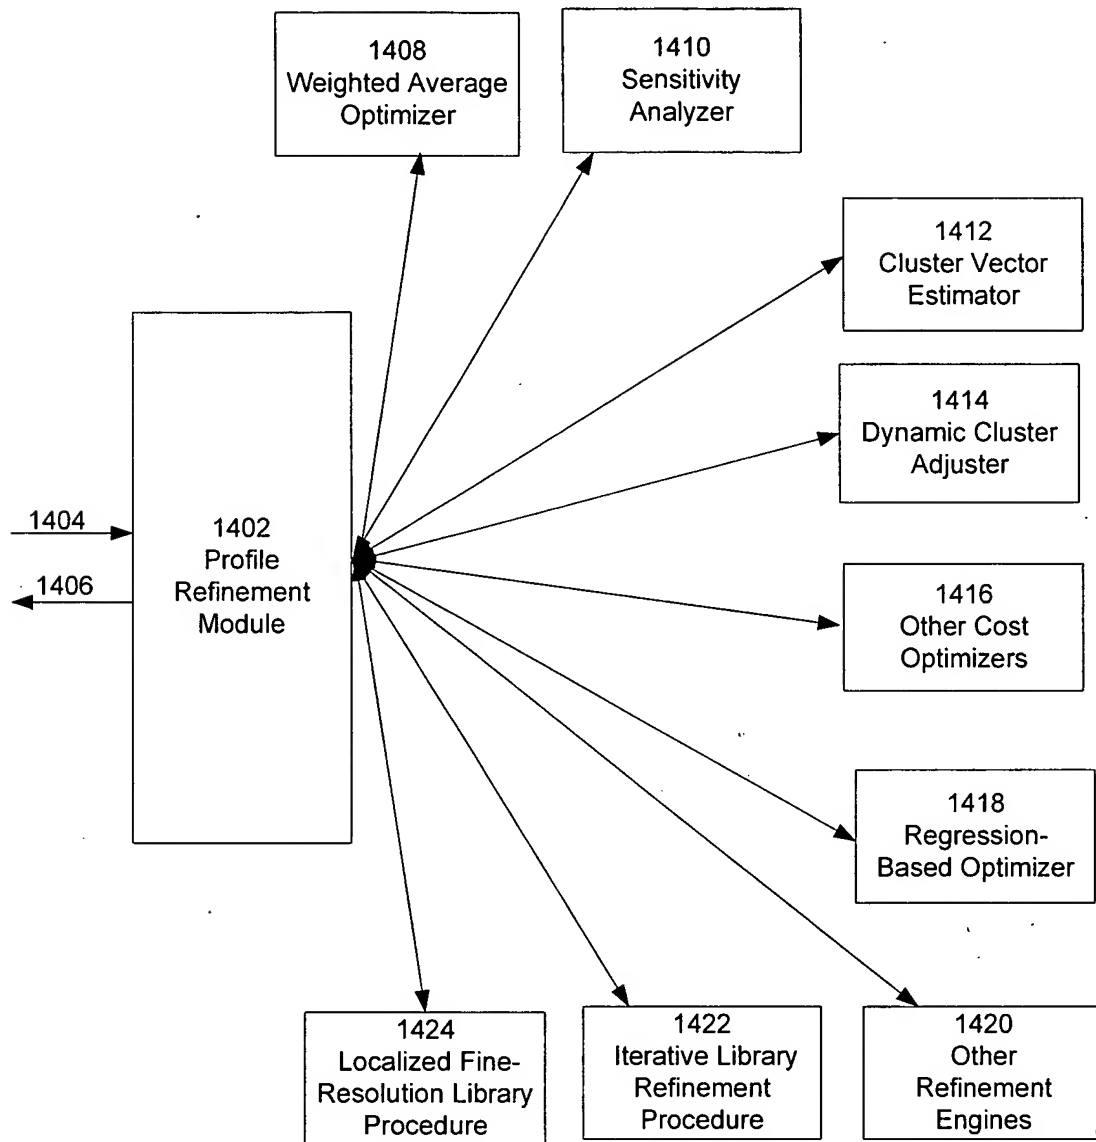 1408
Weighted Average
Optimizer
1410
Sensitivity
Analyzer
1412
Cluster Vector
Estimator
1414
Dynamic Cluster
Adjuster
1404
1406
1402
Profile
Refinement
Module
1416
Other Cost
Optimizers
1418
Regression-
Based Optimizer
1424
Localized Fine-
Resolution Library
Procedure
1422
Iterative Library
Refinement
Procedure
1420
Other
Refinement
Engines